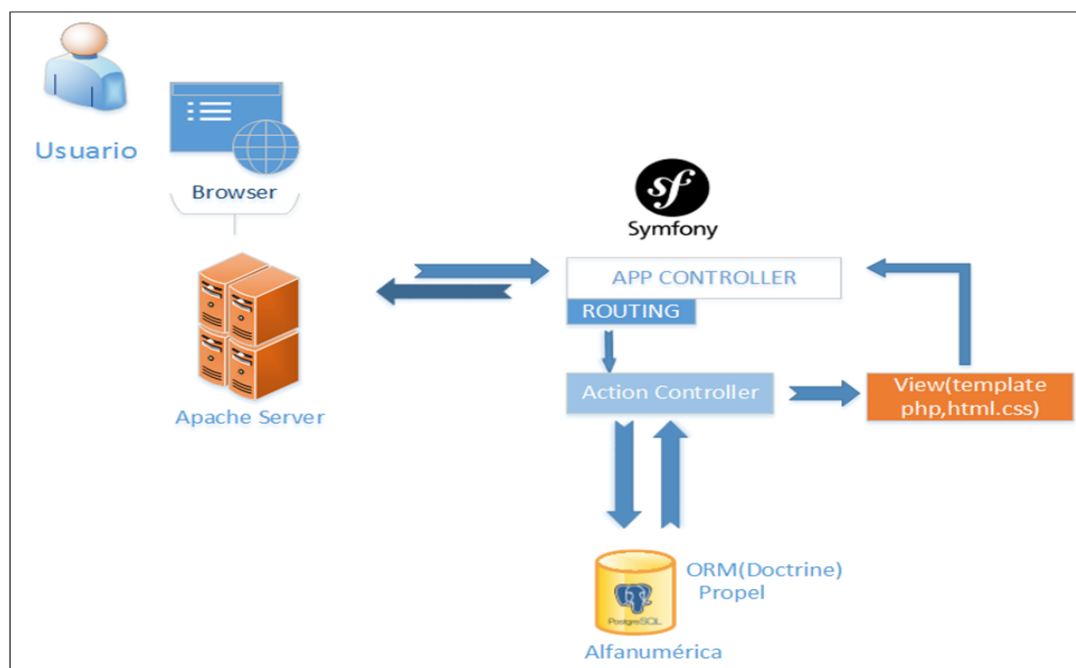 Usuario
Browser
Apache Server
sf
Symfony
APP CONTROLLER
ROUTING
Action Controller
View(template
php,html.css)
ORM(Doctrine)
Propel
PostgreSQL
Alfanumérica